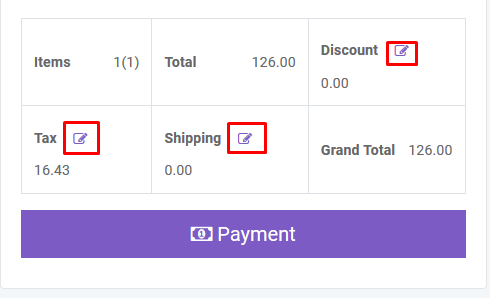 Items 1(1) Total 126.00 Discount
0.00
Tax Shipping Grand Total 126.00
16.43 0.00
Payment